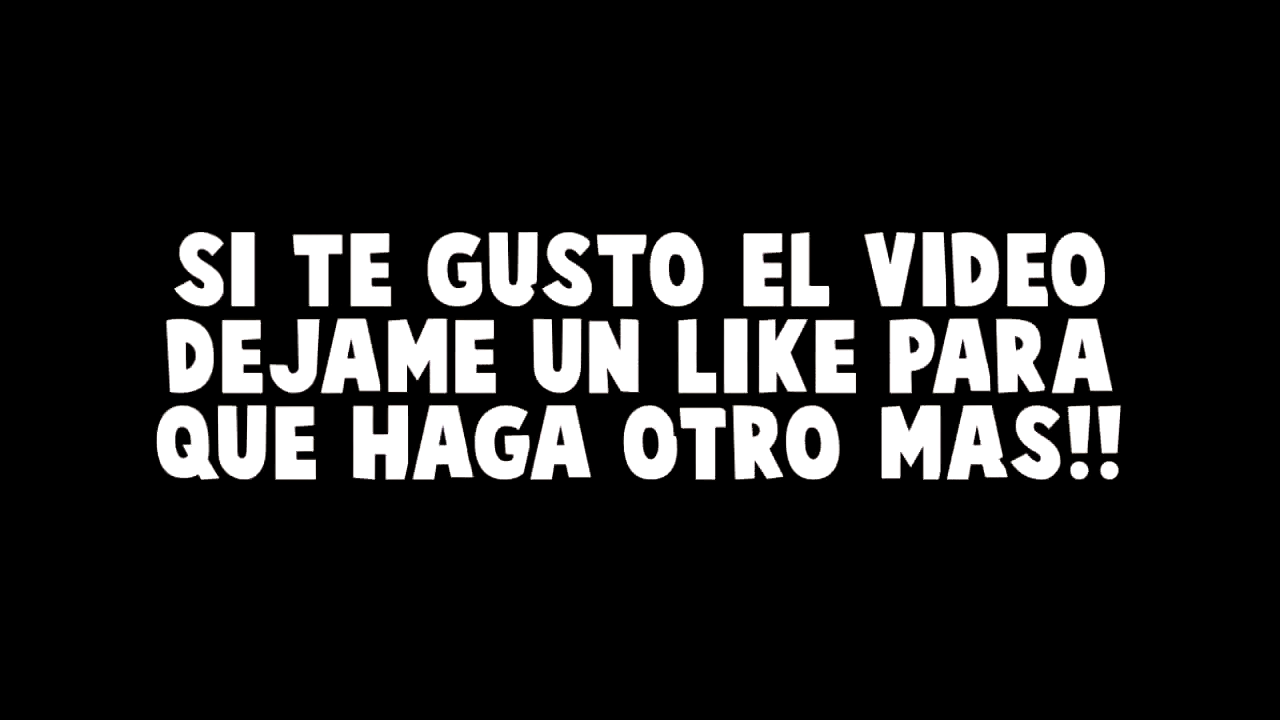 SI TE GUSTO EL VIDEO
DEJAME UN LIKE PARA
QUE HAGA OTRO MAS!!